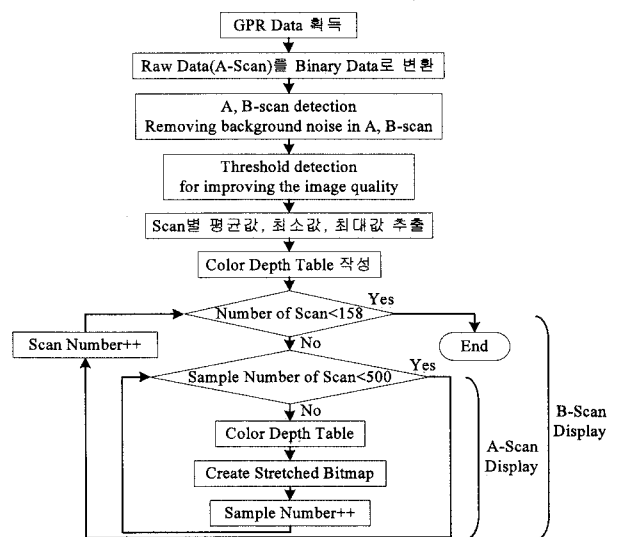 GPR Data 획득
Raw Data(A-Scan)를 Binary Data로 변환
A, B-scan detection
Removing background noise in A, B-scan
Threshold detection
for improving the image quality
Scan별 평균값, 최소값, 최대값 추출
Color Depth Table 작성
Number of Scan<158
Yes
End
No
Scan Number++
Sample Number of Scan<500
Yes
No
Color Depth Table
Create Stretched Bitmap
Sample Number++
A-Scan
Display
B-Scan
Display